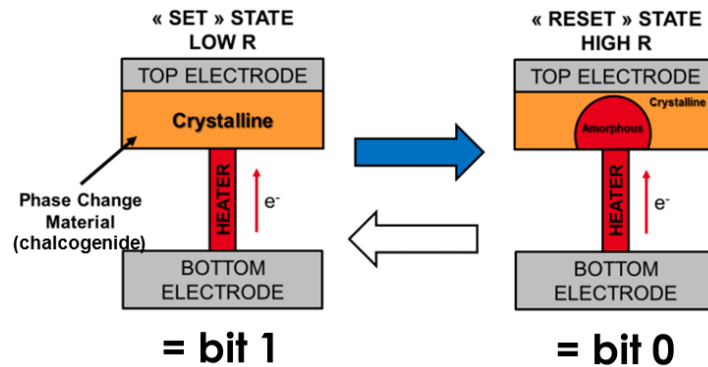 « SET » STATE
LOW R
TOP ELECTRODE
Crystalline
Phase Change
Material
(chalcogenide)
HEATER
e-
BOTTOM
ELECTRODE
= bit 1
« RESET » STATE
HIGH R
TOP ELECTRODE
Crystalline
Amorphous
HEATER
e-
BOTTOM
ELECTRODE
= bit 0